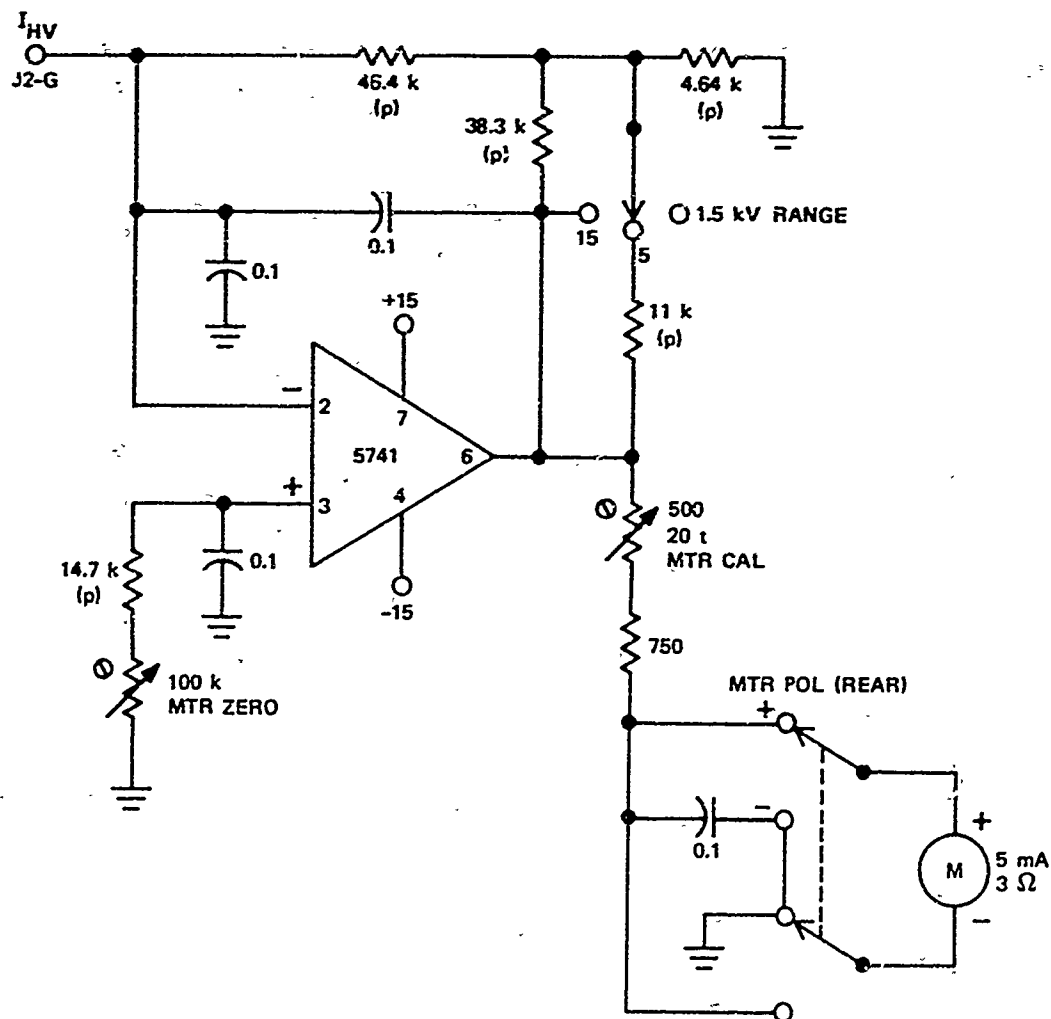 I HV
J2-G
46.4 k
(p)
4.64 k
(p)
38.3 k
(p)
0.1
15
1.5 kV RANGE
5
0.1
+15
11 k
(p)
−
2
7
5741
6
+
3
4
500
20 t
MTR CAL
14.7 k
(p)
0.1
-15
750
100 k
MTR ZERO
MTR POL (REAR)
+
−
0.1
+
M
5 mA
3 Ω
−